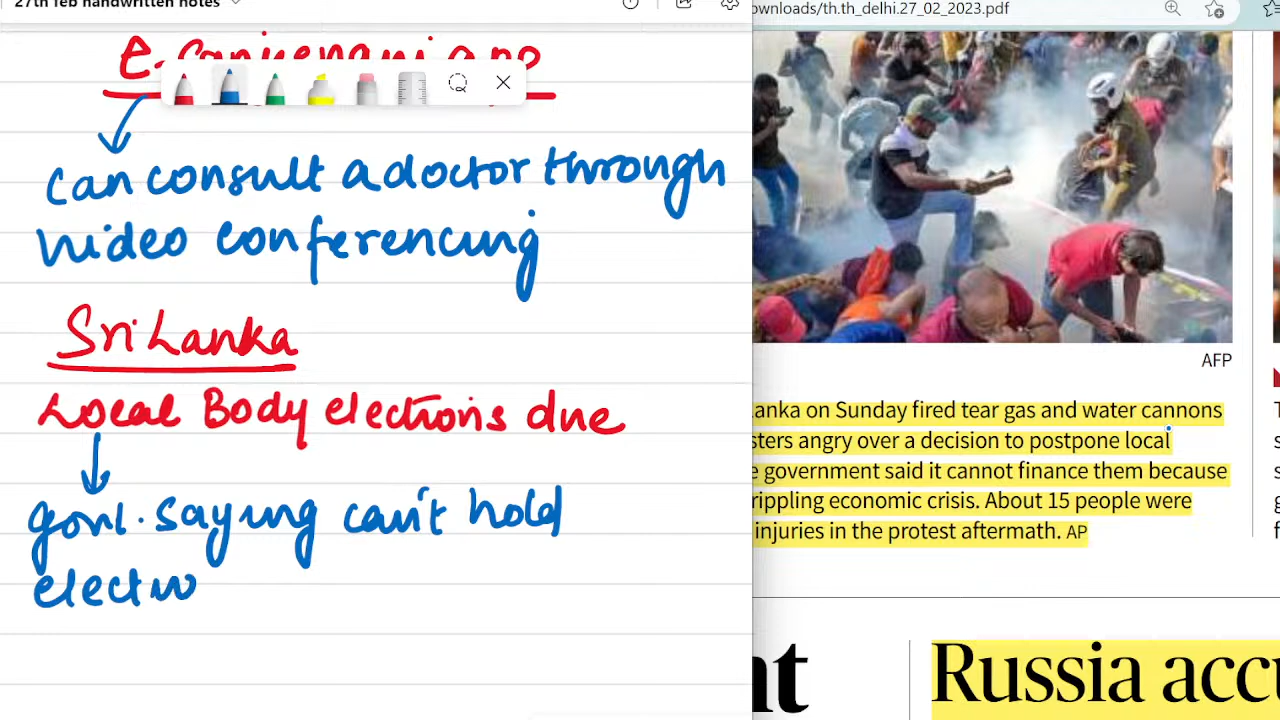 27th feb handwritten notes
e-Sanjeevani app
can consult a doctor through
video conferencing
Sri Lanka
Local Body elections due
govt. saying can't hold
electio
ownloads/th.th_delhi.27_02_2023.pdf
AFP
anka on Sunday fired tear gas and water cannons
sters angry over a decision to postpone local
e government said it cannot finance them because
rippling economic crisis. About 15 people were
injuries in the protest aftermath. AP
nt
Russia accu